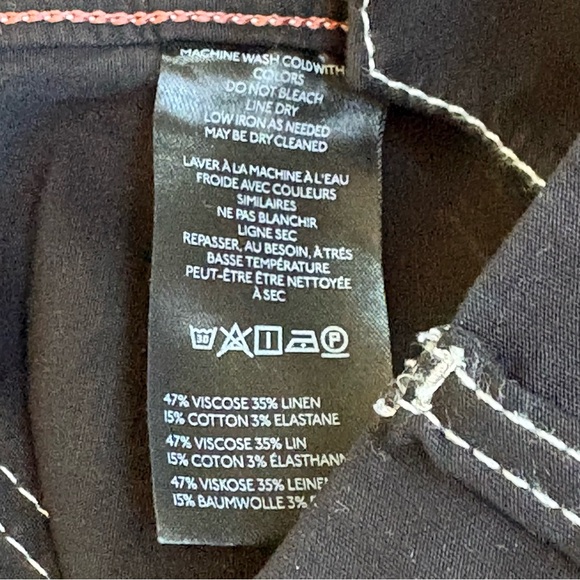 MACHINE WASH COLD WITH
COLORS
DO NOT BLEACH
LINE DRY
LOW IRON AS NEEDED
MAY BE DRY CLEANED
LAVER À LA MACHINE À L'EAU
FROIDE AVEC COULEURS
SIMILAIRES
NE PAS BLANCHIR
LIGNE SEC
REPASSER, AU BESOIN, À TRÈS
BASSE TEMPÉRATURE
PEUT-ÊTRE ÊTRE NETTOYÉE
À SEC
30 P
47% VISCOSE 35% LINEN
15% COTTON 3% ELASTANE
47% VISCOSE 35% LIN
15% COTON 3% ÉLASTHANN
47% VISKOSE 35% LEINEN
15% BAUMWOLLE 3%